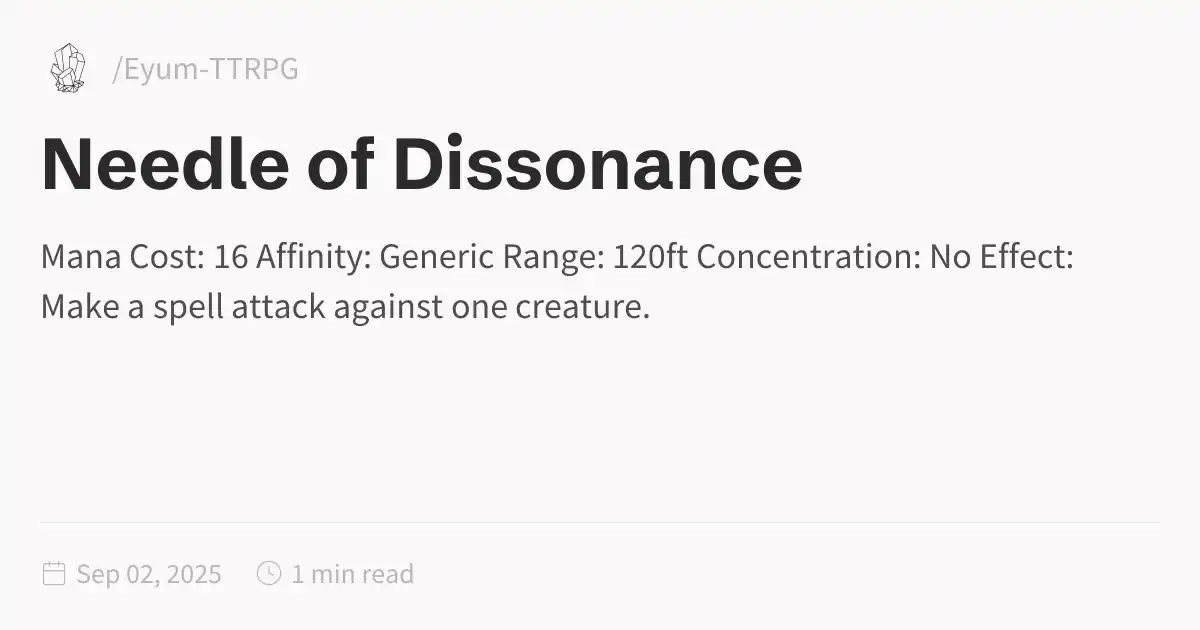 /Eyum-TTRPG
Needle of Dissonance
Mana Cost: 16 Affinity: Generic Range: 120ft Concentration: No Effect:
Make a spell attack against one creature.
Sep 02, 2025 1 min read